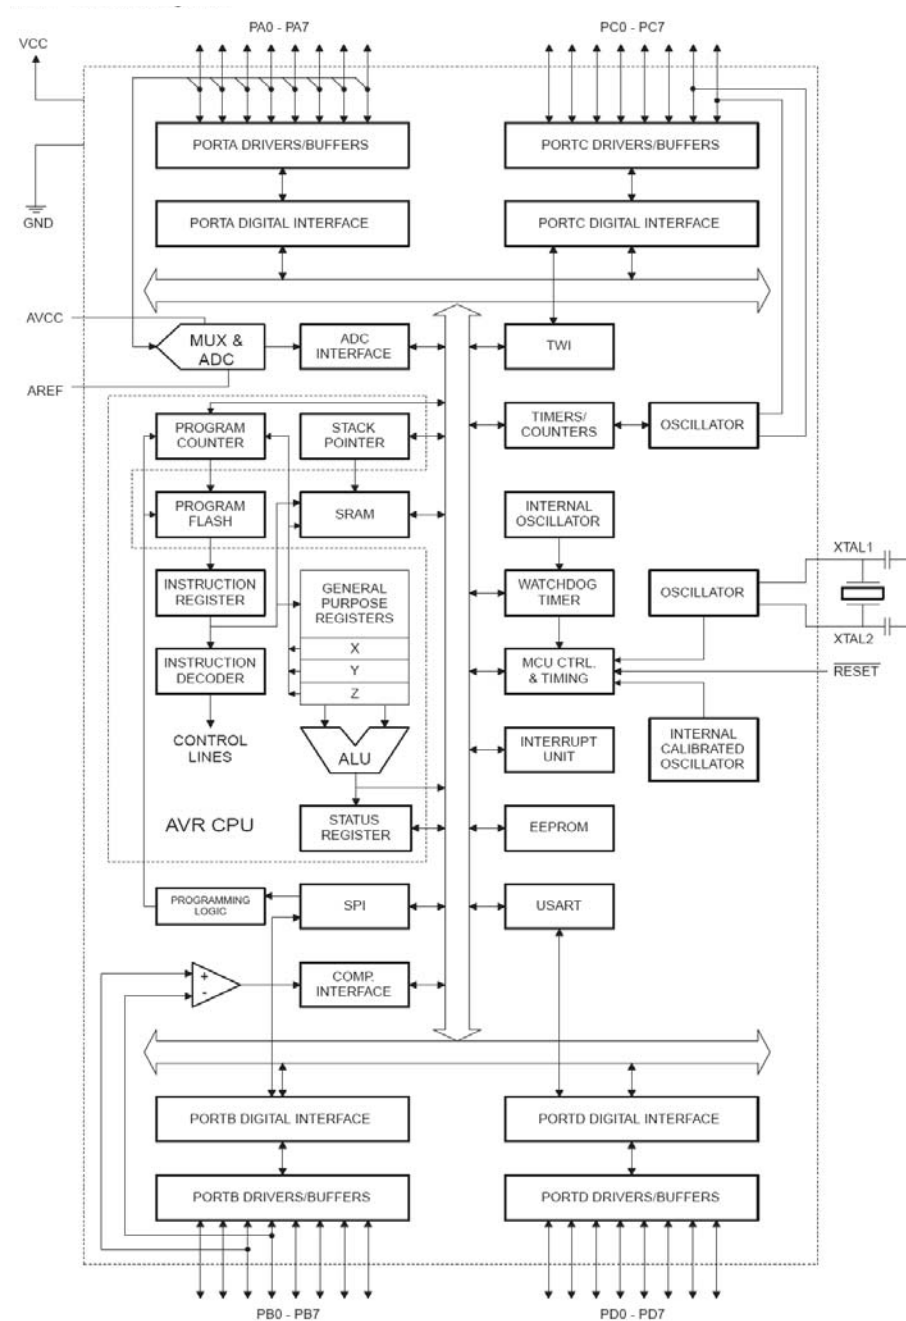 PA0 - PA7
PC0 - PC7
VCC
PORTA DRIVERS/BUFFERS
PORTC DRIVERS/BUFFERS
GND
PORTA DIGITAL INTERFACE
PORTC DIGITAL INTERFACE
AVCC
MUX &
ADC
ADC
INTERFACE
TWI
AREF
PROGRAM
COUNTER
STACK
POINTER
TIMERS/
COUNTERS
OSCILLATOR
PROGRAM
FLASH
SRAM
INTERNAL
OSCILLATOR
XTAL1
INSTRUCTION
REGISTER
GENERAL
PURPOSE
REGISTERS
WATCHDOG
TIMER
OSCILLATOR
XTAL2
X
INSTRUCTION
DECODER
Y
MCU CTRL.
& TIMING
RESET
Z
CONTROL
LINES
ALU
INTERRUPT
UNIT
INTERNAL
CALIBRATED
OSCILLATOR
AVR CPU
STATUS
REGISTER
EEPROM
PROGRAMMING
LOGIC
SPI
USART
+
-
COMP.
INTERFACE
PORTB DIGITAL INTERFACE
PORTD DIGITAL INTERFACE
PORTB DRIVERS/BUFFERS
PORTD DRIVERS/BUFFERS
PB0 - PB7
PD0 - PD7